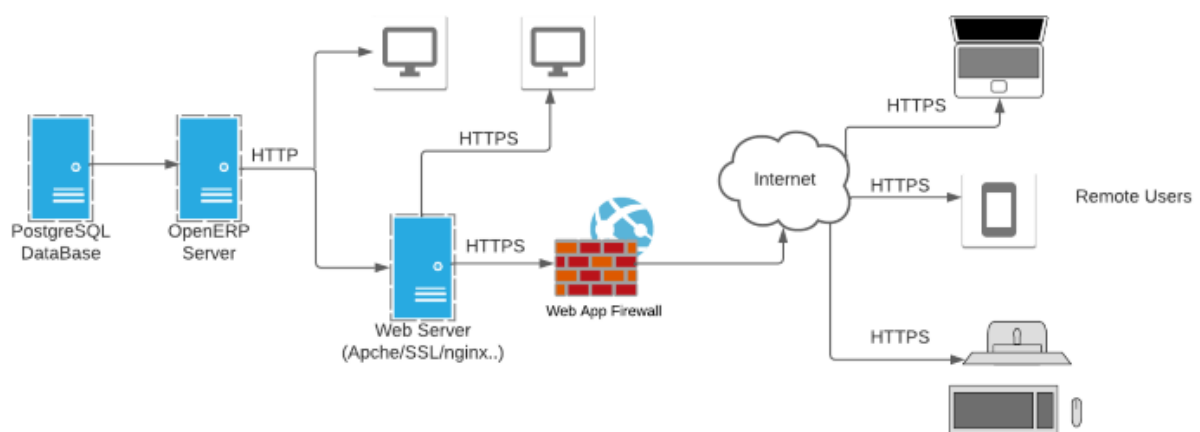 HTTPS
HTTPS
HTTP
Internet
HTTPS
Remote Users
PostgreSQL
DataBase
OpenERP
Server
HTTPS
Web App Firewall
Web Server
(Apche/SSL/nginx..)
HTTPS